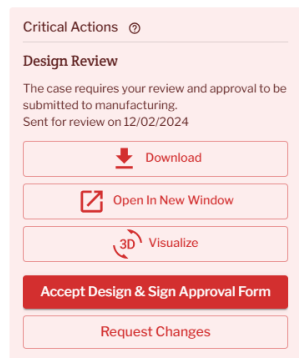 Critical Actions ?
Design Review
The case requires your review and approval to be
submitted to manufacturing.
Sent for review on 12/02/2024
Download
Open In New Window
3D Visualize
Accept Design & Sign Approval Form
Request Changes